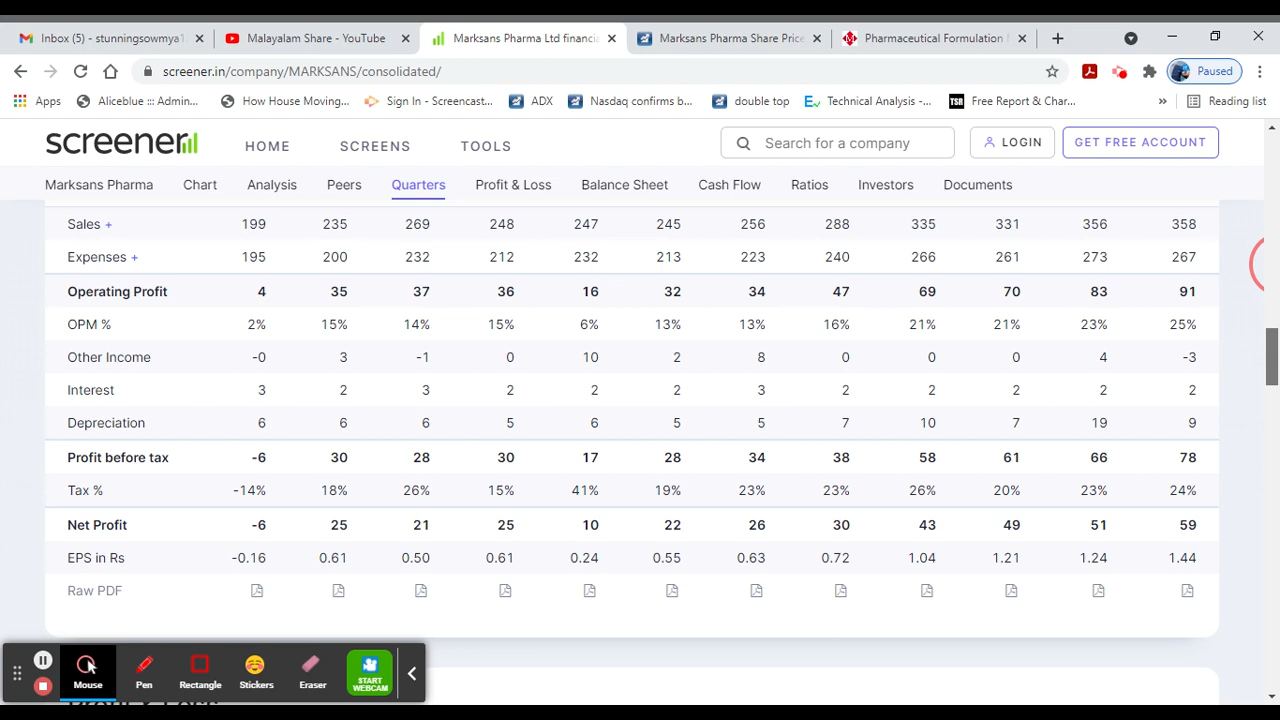 Inbox (5) - stunningsowmya1
Malayalam Share - YouTube
Marksans Pharma Ltd financia
Marksans Pharma Share Price
Pharmaceutical Formulation
screener.in/company/MARKSANS/consolidated/
Paused
Apps
Aliceblue ::: Admin...
How House Moving...
Sign In - Screencast...
ADX
Nasdaq confirms b...
double top
Technical Analysis -...
TSR
Free Report & Char...
»
Reading list
screener
HOME
SCREENS
TOOLS
Search for a company
LOGIN
GET FREE ACCOUNT
Marksans Pharma Chart Analysis Peers Quarters Profit & Loss Balance Sheet Cash Flow Ratios Investors Documents
Sales + 199 235 269 248 247 245 256 288 335 331 356 358
Expenses + 195 200 232 212 232 213 223 240 266 261 273 267
Operating Profit 4 35 37 36 16 32 34 47 69 70 83 91
OPM % 2% 15% 14% 15% 6% 13% 13% 16% 21% 21% 23% 25%
Other Income -0 3 -1 0 10 2 8 0 0 0 4 -3
Interest 3 2 3 2 2 2 3 2 2 2 2 2
Depreciation 6 6 6 5 6 5 5 7 10 7 19 9
Profit before tax -6 30 28 30 17 28 34 38 58 61 66 78
Tax % -14% 18% 26% 15% 41% 19% 23% 23% 26% 20% 23% 24%
Net Profit -6 25 21 25 10 22 26 30 43 49 51 59
EPS in Rs -0.16 0.61 0.50 0.61 0.24 0.55 0.63 0.72 1.04 1.21 1.24 1.44
Raw PDF
Mouse
Pen
Rectangle
Stickers
Eraser
START
WEBCAM